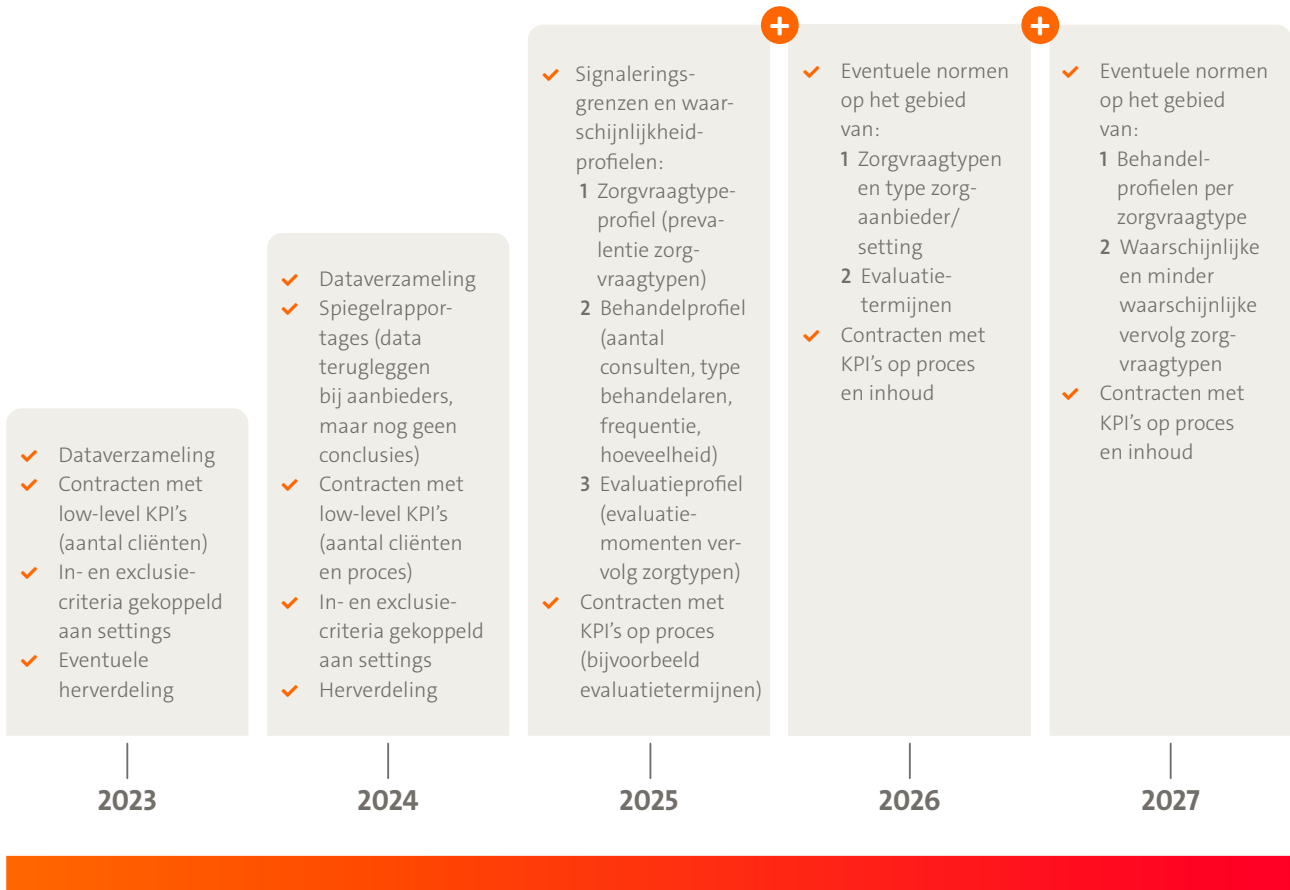 Dataverzameling
Contracten met
low-level KPI's
(aantal cliënten)
In- en exclusie-
criteria gekoppeld
aan settings
Eventuele
herverdeling
2023
Dataverzameling
Spiegelrappor-
tages (data
terugleggen
bij aanbieders,
maar nog geen
conclusies)
Contracten met
low-level KPI's
(aantal cliënten
en proces)
In- en exclusie-
criteria gekoppeld
aan settings
Herverdeling
2024
Signalerings-
grenzen en waar-
schijnlijkheid-
profielen:
1 Zorgvraagtype-
profiel (preva-
lentie zorg-
vraagtypen)
2 Behandelprofiel
(aantal
consulten, type
behandelaren,
frequentie,
hoeveelheid)
3 Evaluatieprofiel
(evaluatie-
momenten ver-
volg zorgtypen)
Contracten met
KPI's op proces
(bijvoorbeeld
evaluatietermijnen)
2025
+
Eventuele normen
op het gebied
van:
1 Zorgvraagtypen
en type zorg-
aanbieder/
setting
2 Evaluatie-
termijnen
Contracten met
KPI's op proces
en inhoud
2026
+
Eventuele normen
op het gebied
van:
1 Behandel-
profielen per
zorgvraagtype
2 Waarschijnlijke
en minder
waarschijnlijke
vervolg zorg-
vraagtypen
Contracten met
KPI's op proces
en inhoud
2027